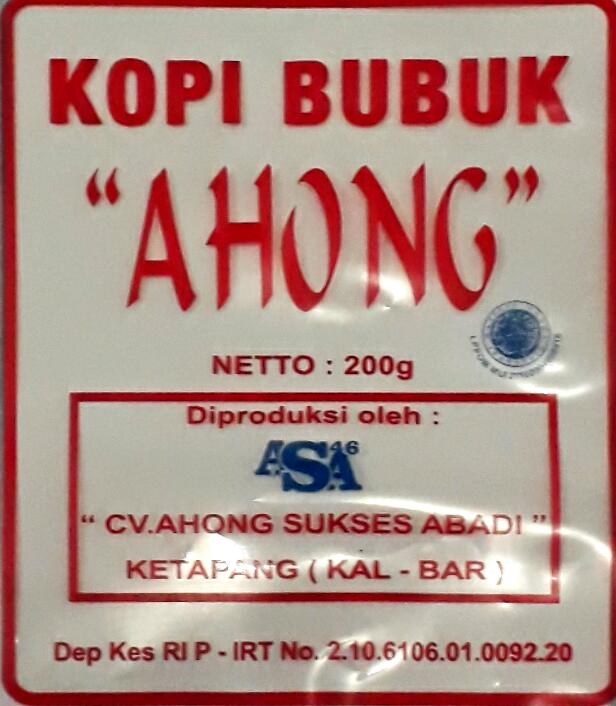 KOPI BUBUK
“AHONG”
NETTO : 200g
Diproduksi oleh :
ASA 46
“ CV.AHONG SUKSES ABADI ”
KETAPANG ( KAL - BAR )
Dep Kes RI P - IRT No. 2.10.6106.01.0092.20